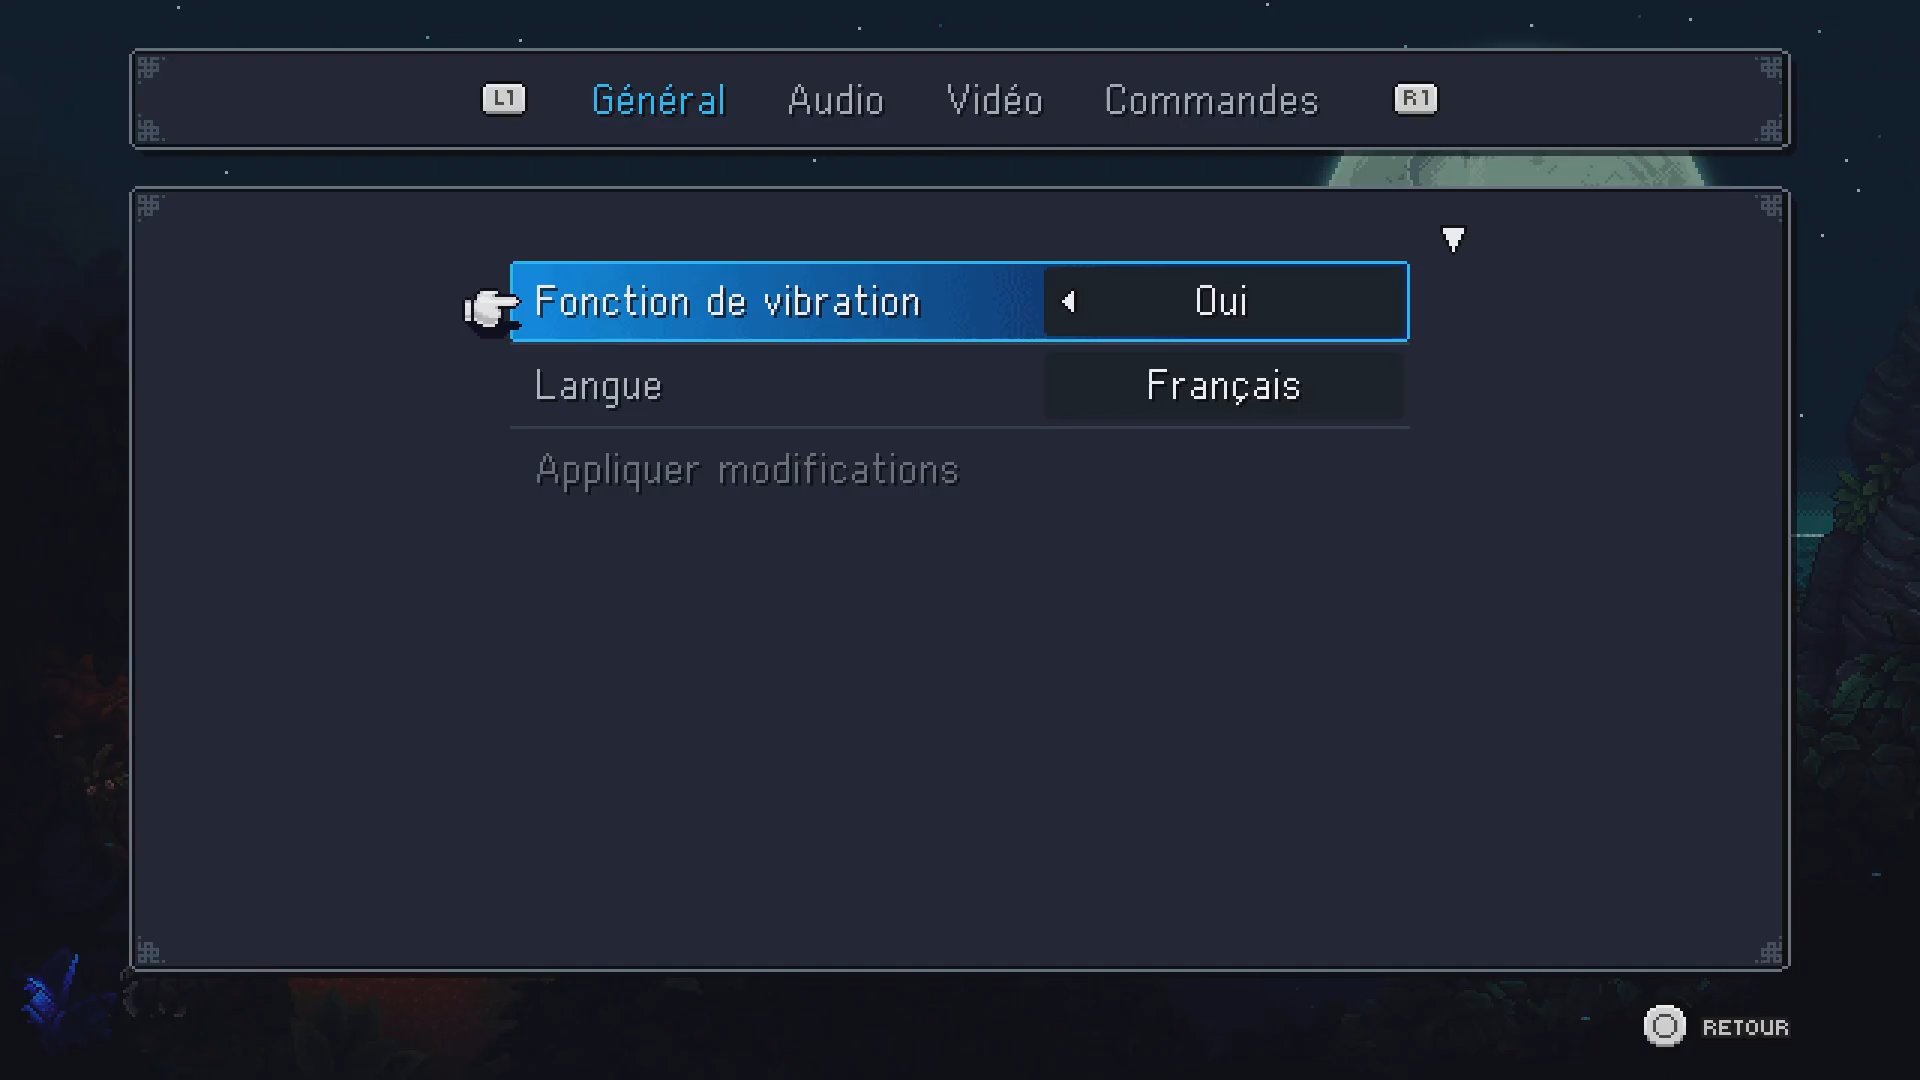 L1 Général Audio Vidéo Commandes R1
Fonction de vibration Oui
Langue Français
Appliquer modifications
RETOUR